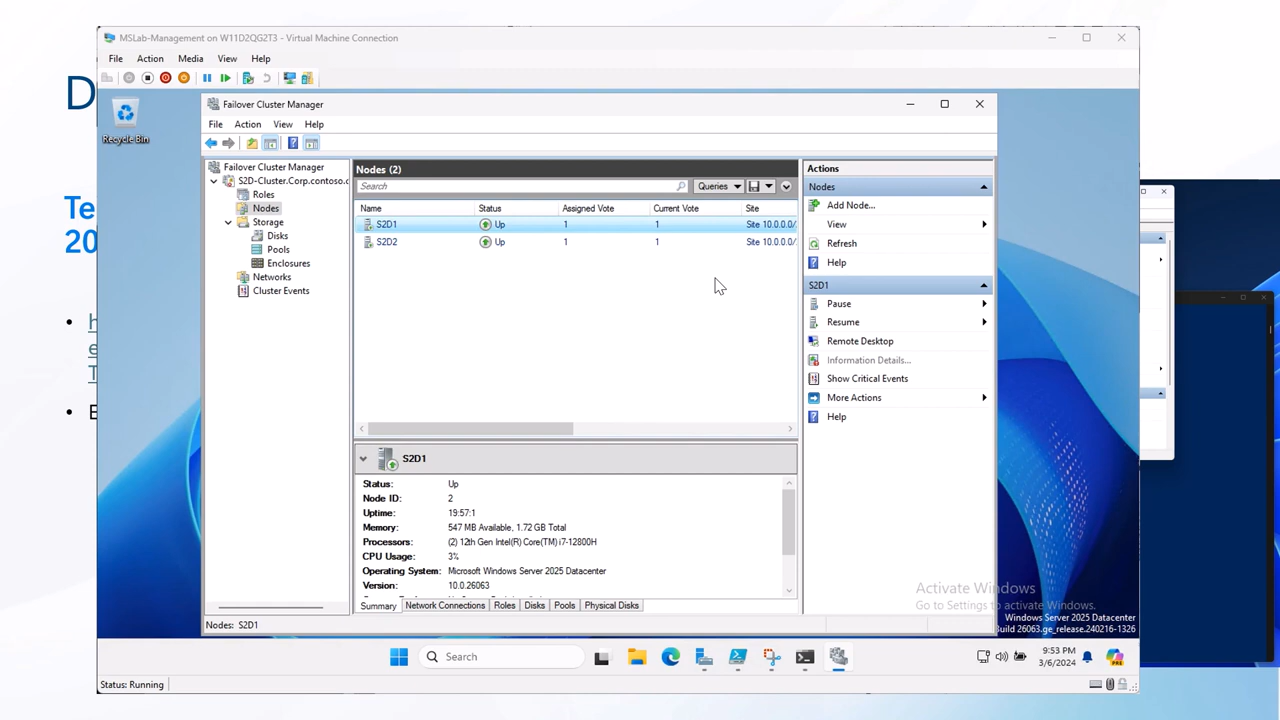 D
Te
20
• h
e
T
• E
MSLab-Management on W11D2QG2T3 - Virtual Machine Connection
File Action Media View Help
Recycle Bin
Failover Cluster Manager
File Action View Help
Failover Cluster Manager
S2D-Cluster.Corp.contoso.c
Roles
Nodes
Storage
Disks
Pools
Enclosures
Networks
Cluster Events
Nodes (2)
Search
Queries
Name Status Assigned Vote Current Vote Site
S2D1 Up 1 1 Site 10.0.0.0/
S2D2 Up 1 1 Site 10.0.0.0/
S2D1
Status: Up
Node ID: 2
Uptime: 19:57:1
Memory: 547 MB Available, 1.72 GB Total
Processors: (2) 12th Gen Intel(R) Core(TM) i7-12800H
CPU Usage: 3%
Operating System: Microsoft Windows Server 2025 Datacenter
Version: 10.0.26063
Summary Network Connections Roles Disks Pools Physical Disks
Actions
Nodes
Add Node...
View
Refresh
Help
S2D1
Pause
Resume
Remote Desktop
Information Details...
Show Critical Events
More Actions
Help
Nodes: S2D1
Activate Windows
Go to Settings to activate Windows.
Windows Server 2025 Datacenter
Build 26063.ge_release.240216-1326
Search
9:53 PM
3/6/2024
PRE
Status: Running